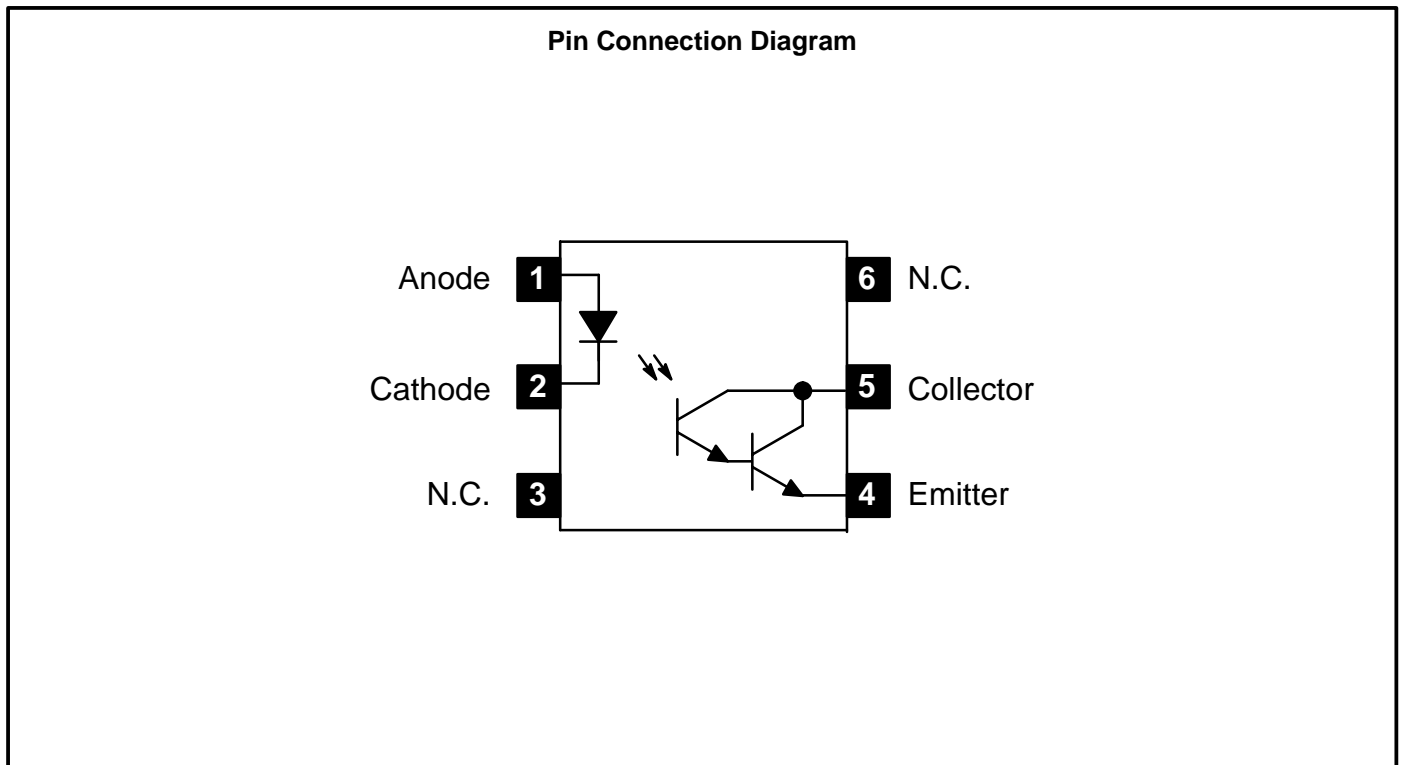 Pin Connection Diagram
Anode 1
6 N.C.
Cathode 2
5 Collector
N.C. 3
4 Emitter